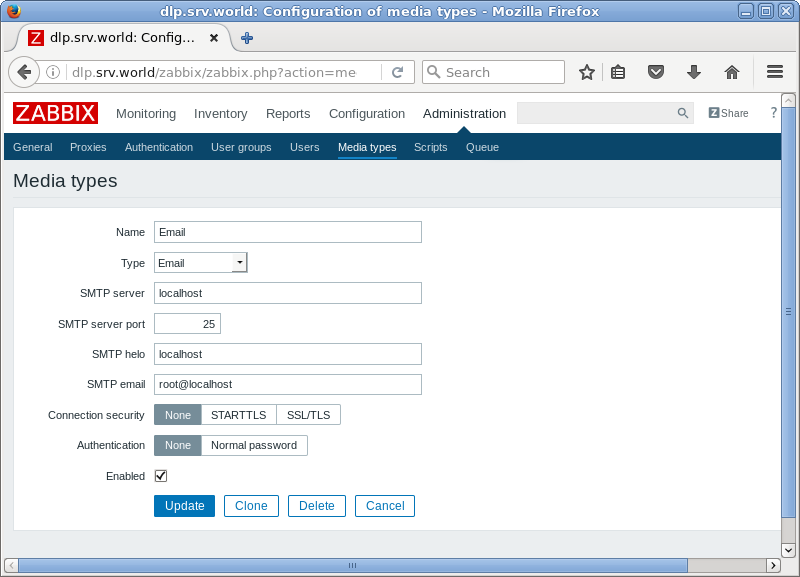 dlp.srv.world: Configuration of media types - Mozilla Firefox
Z dlp.srv.world: Config...
dlp.srv.world/zabbix/zabbix.php?action=me
Search
ZABBIX Monitoring Inventory Reports Configuration Administration Z Share ?
General Proxies Authentication User groups Users Media types Scripts Queue
Media types
Name Email
Type Email
SMTP server localhost
SMTP server port 25
SMTP helo localhost
SMTP email root@localhost
Connection security None STARTTLS SSL/TLS
Authentication None Normal password
Enabled
Update Clone Delete Cancel